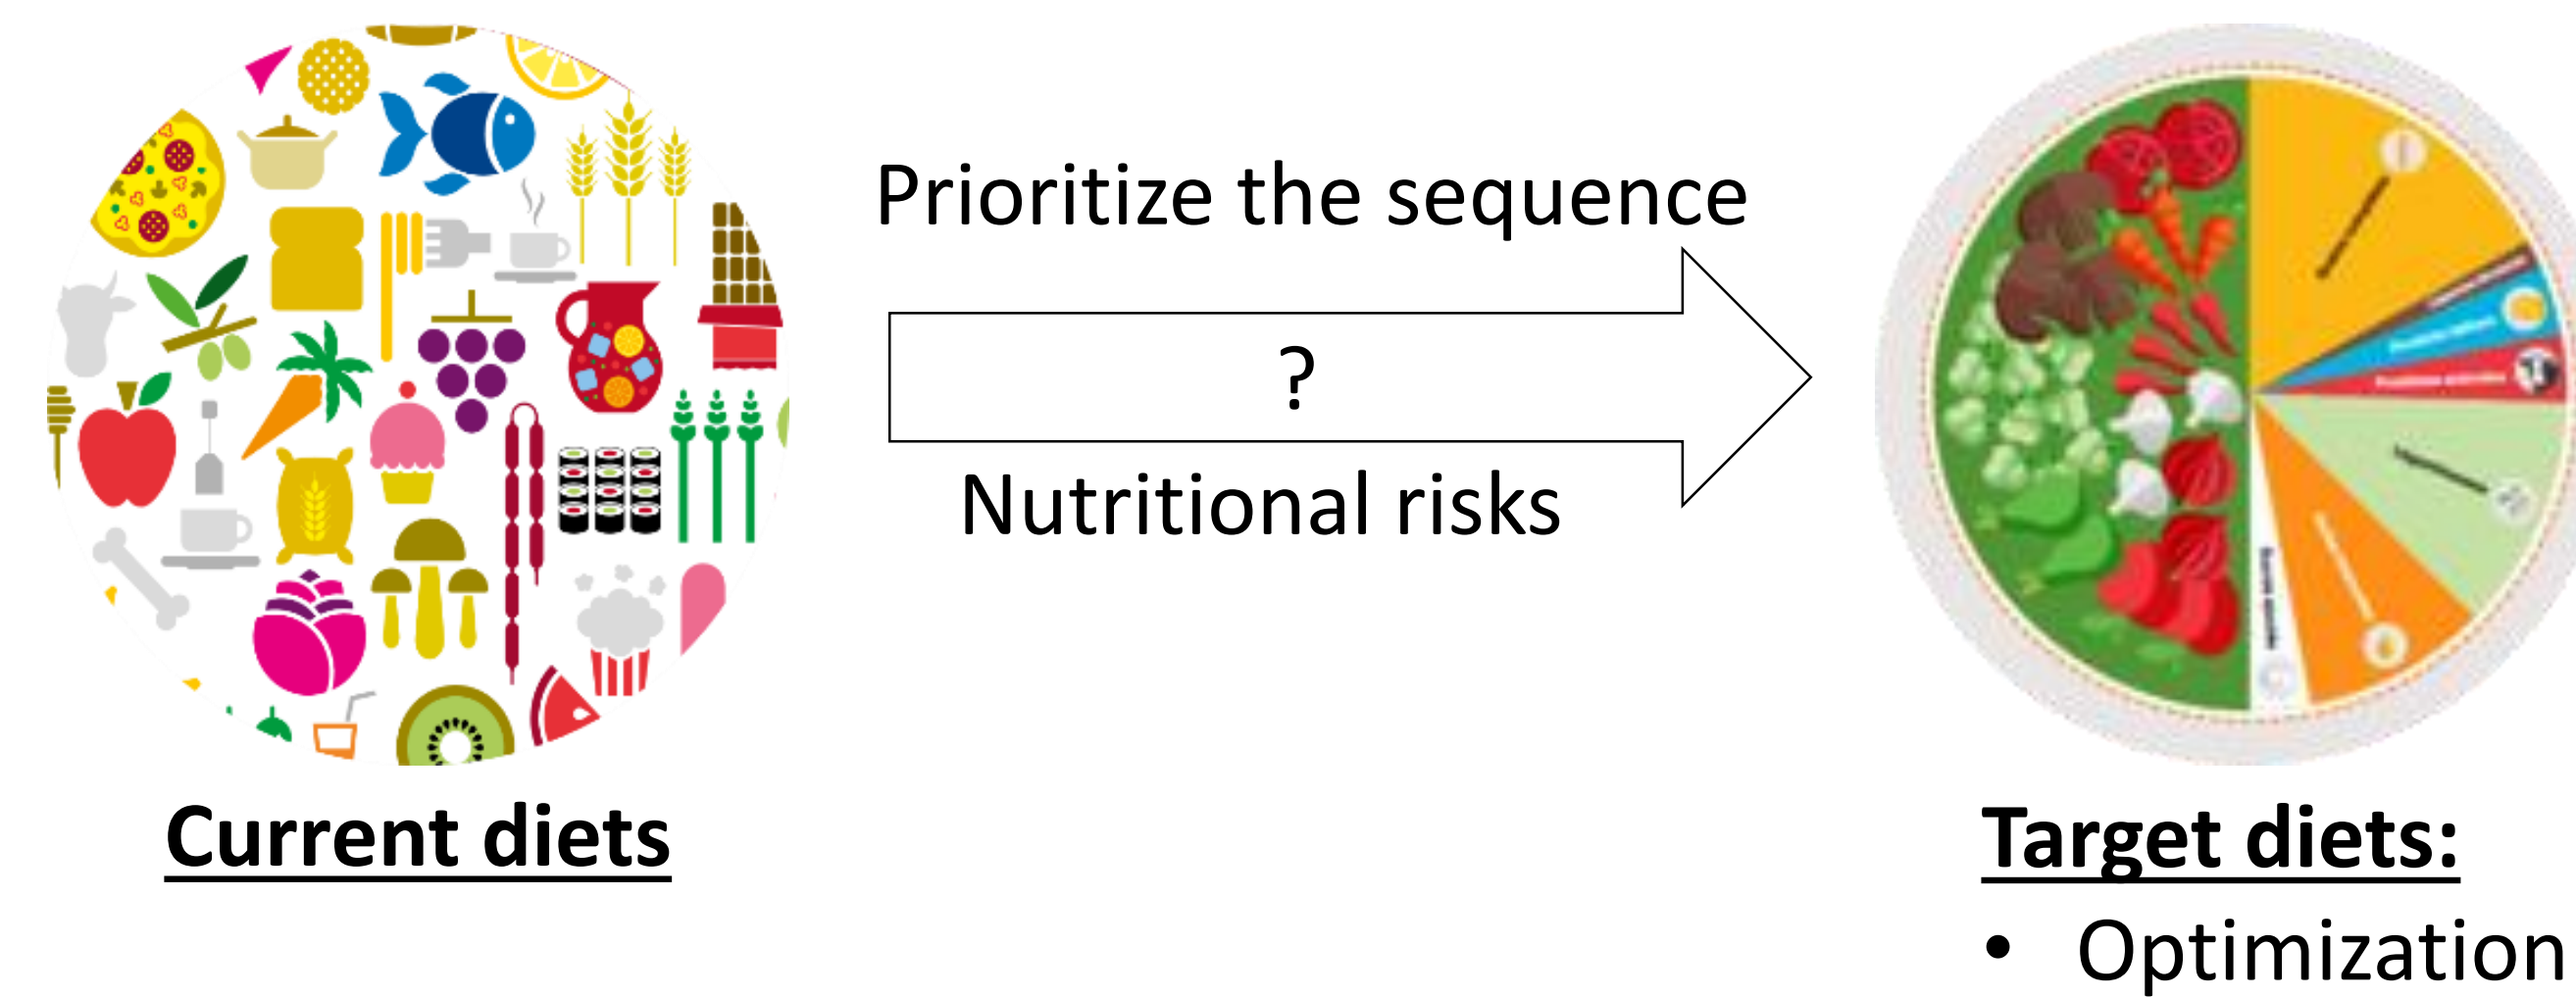 Prioritize the sequence
?
Nutritional risks
Current diets
Target diets:
• Optimization